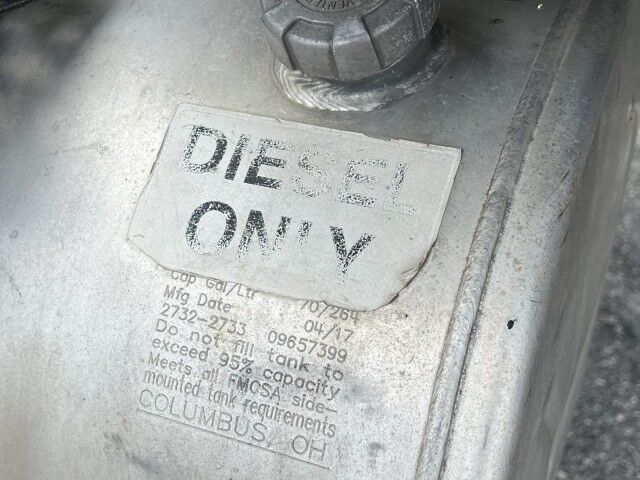 DIESEL
ONLY
Cap Gal/Ltr 70/264
Mfg Date 04/17
2732-2733 09657399
Do not fill tank to
exceed 95% capacity
Meets all FMCSA side-
mounted tank requirements
COLUMBUS, OH